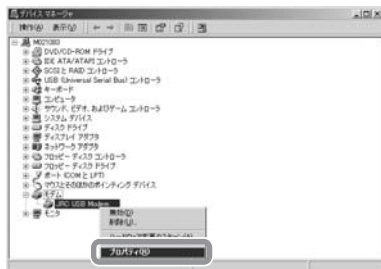 デバイス マネージャ
操作(A) 表示(V)
M021080
DVD/CD-ROM ドライブ
IDE ATA/ATAPI コントローラ
SCSI と RAID コントローラ
USB (Universal Serial Bus) コントローラ
キーボード
コンピュータ
サウンド、ビデオ、およびゲーム コントローラ
システム デバイス
ディスク ドライブ
ディスプレイ アダプタ
ネットワーク アダプタ
フロッピー ディスク コントローラ
フロッピー ディスク ドライブ
ポート (COM と LPT)
マウスとそのほかのポインティング デバイス
モデム
JRC USB Modem
無効(D)
削除(U)...
プロパティ(R)
モニタ